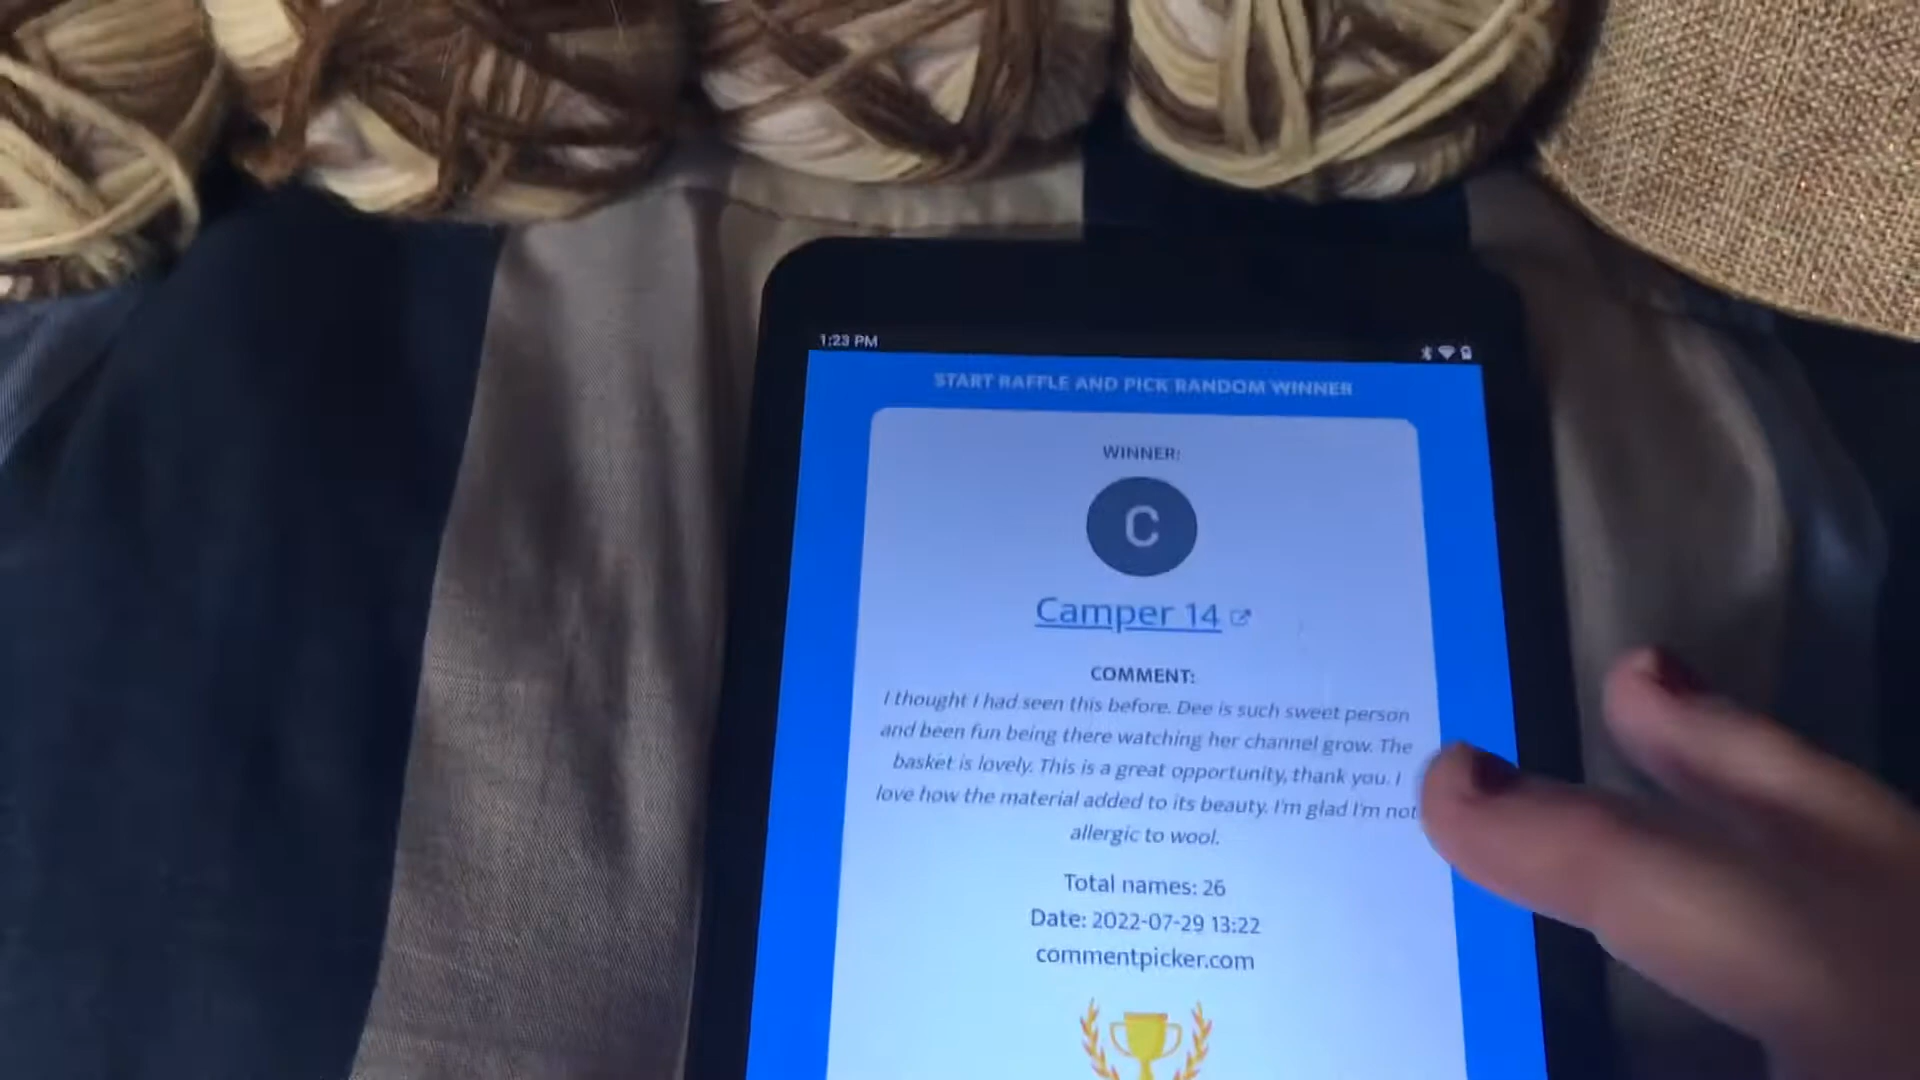 1:23 PM
START RAFFLE AND PICK RANDOM WINNER
WINNER:
C
Camper 14
COMMENT:
I thought I had seen this before. Dee is such sweet person
and been fun being there watching her channel grow. The
basket is lovely. This is a great opportunity, thank you. I
love how the material added to its beauty. I'm glad I'm not
allergic to wool.
Total names: 26
Date: 2022-07-29 13:22
commentpicker.com